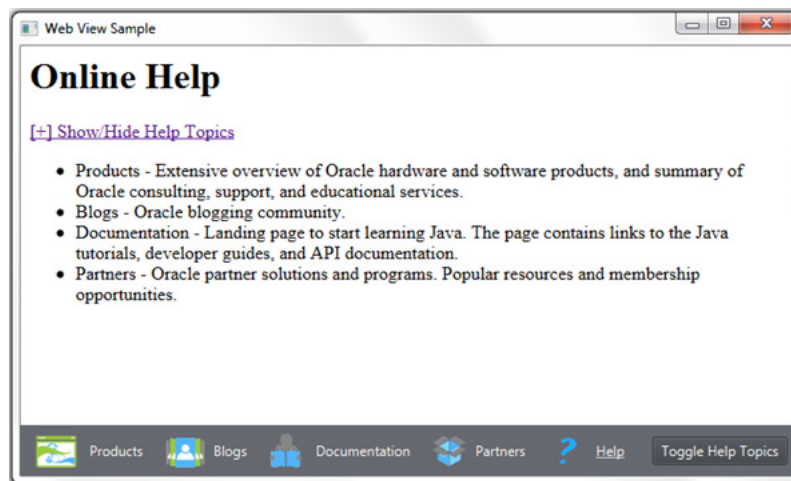 Web View Sample
Online Help
[+] Show/Hide Help Topics
• Products - Extensive overview of Oracle hardware and software products, and summary of
Oracle consulting, support, and educational services.
• Blogs - Oracle blogging community.
• Documentation - Landing page to start learning Java. The page contains links to the Java
tutorials, developer guides, and API documentation.
• Partners - Oracle partner solutions and programs. Popular resources and membership
opportunities.
Products Blogs Documentation Partners Help Toggle Help Topics